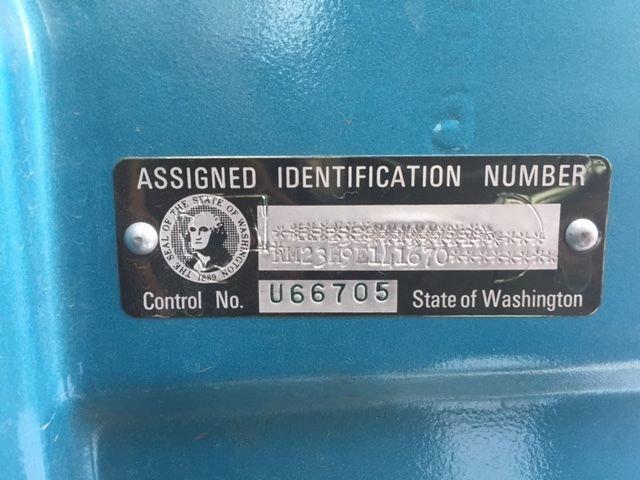 ASSIGNED IDENTIFICATION NUMBER
THE SEAL OF THE STATE OF WASHINGTON
1889
Control No. U66705 State of Washington